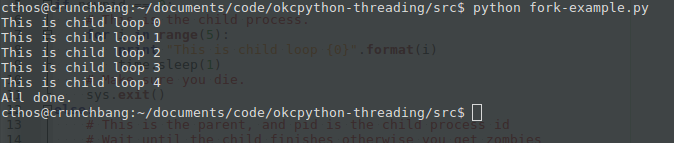 cthos@crunchbang:~/documents/code/okcpython-threading/src$ python fork-example.py
This is child loop 0
This is child loop 1
This is child loop 2
This is child loop 3
This is child loop 4
All done.
cthos@crunchbang:~/documents/code/okcpython-threading/src$
child process.
range(5):
"This is child loop {0}".format(i)
sleep(1)
sure you die.
sys.exit()
13 # This is the parent, and pid is the child process id
14 # Wait until the child finishes otherwise you get zombies